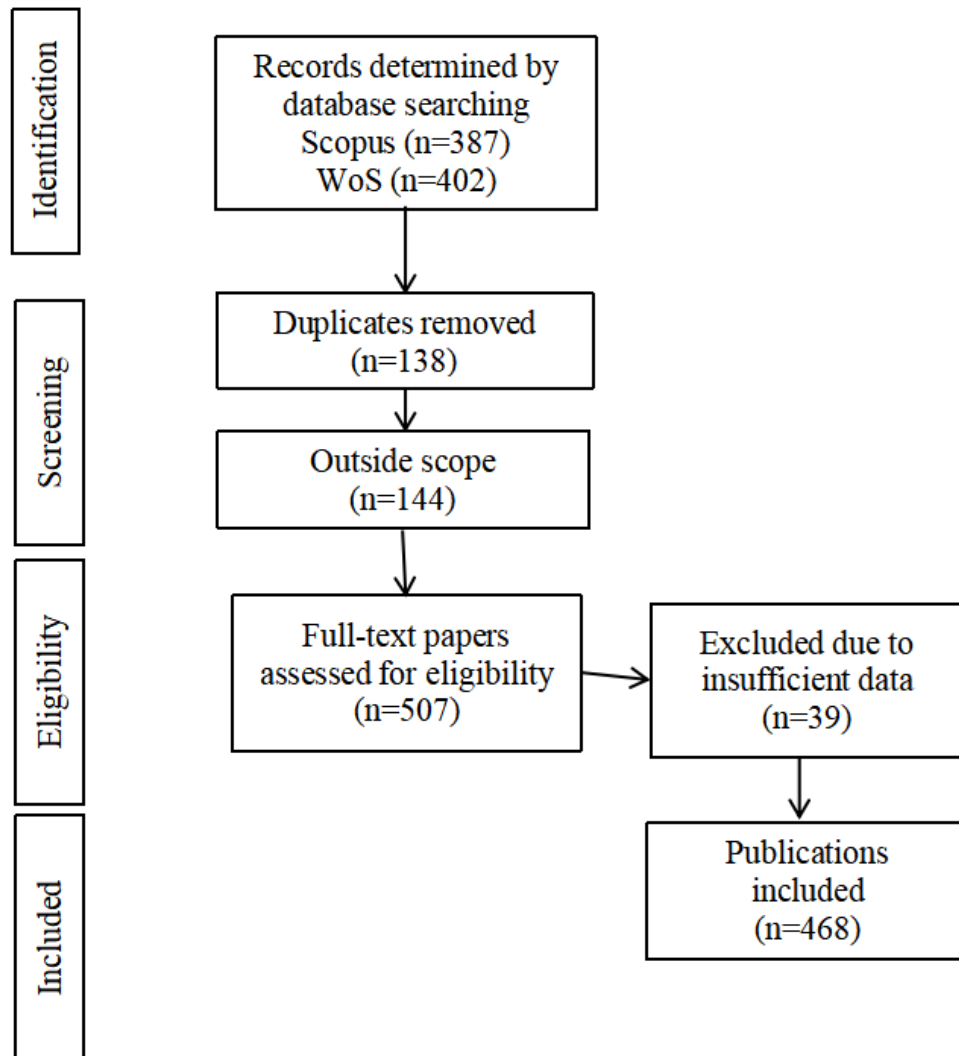 Identification
Records determined by
database searching
Scopus (n=387)
WoS (n=402)
Screening
Duplicates removed
(n=138)
Outside scope
(n=144)
Eligibility
Full-text papers
assessed for eligibility
(n=507)
Excluded due to
insufficient data
(n=39)
Included
Publications
included
(n=468)